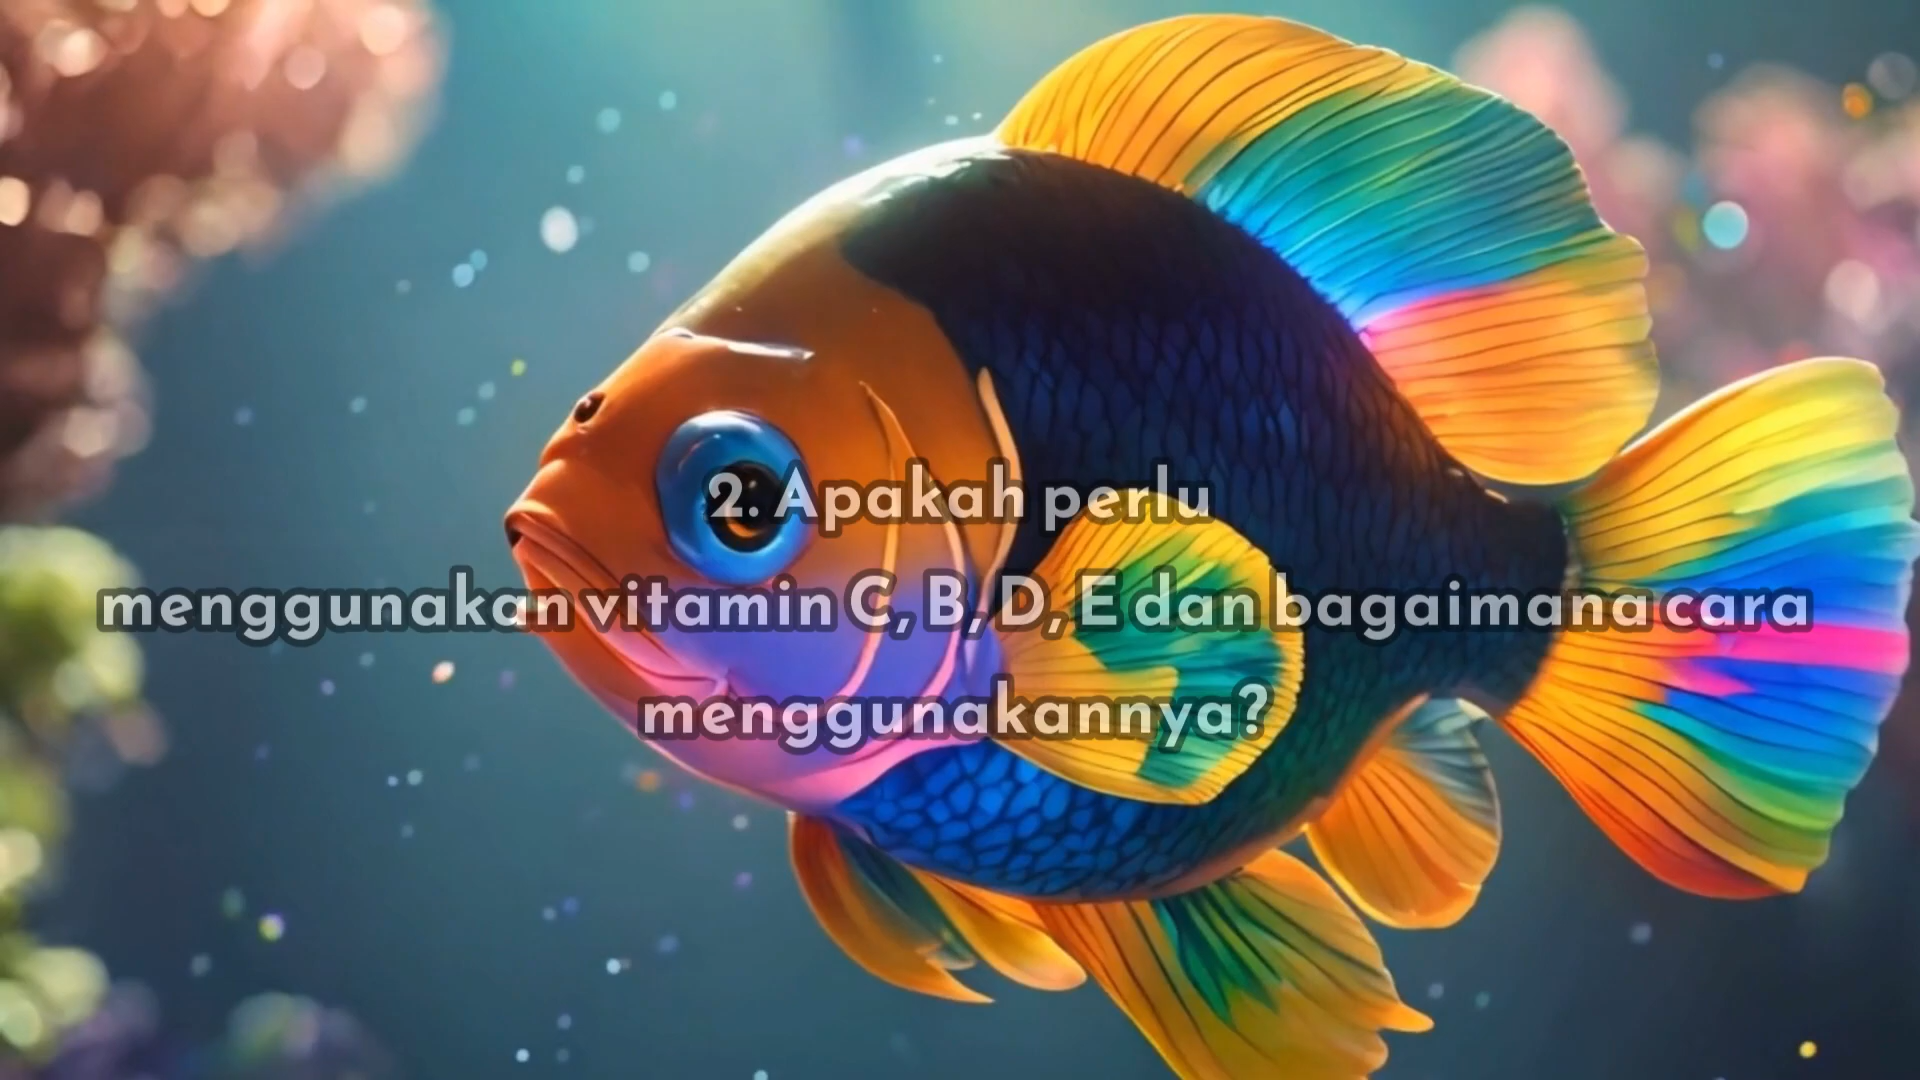 2. Apakah perlu
menggunakan vitamin C, B, D, E dan bagaimana cara
menggunakannya?